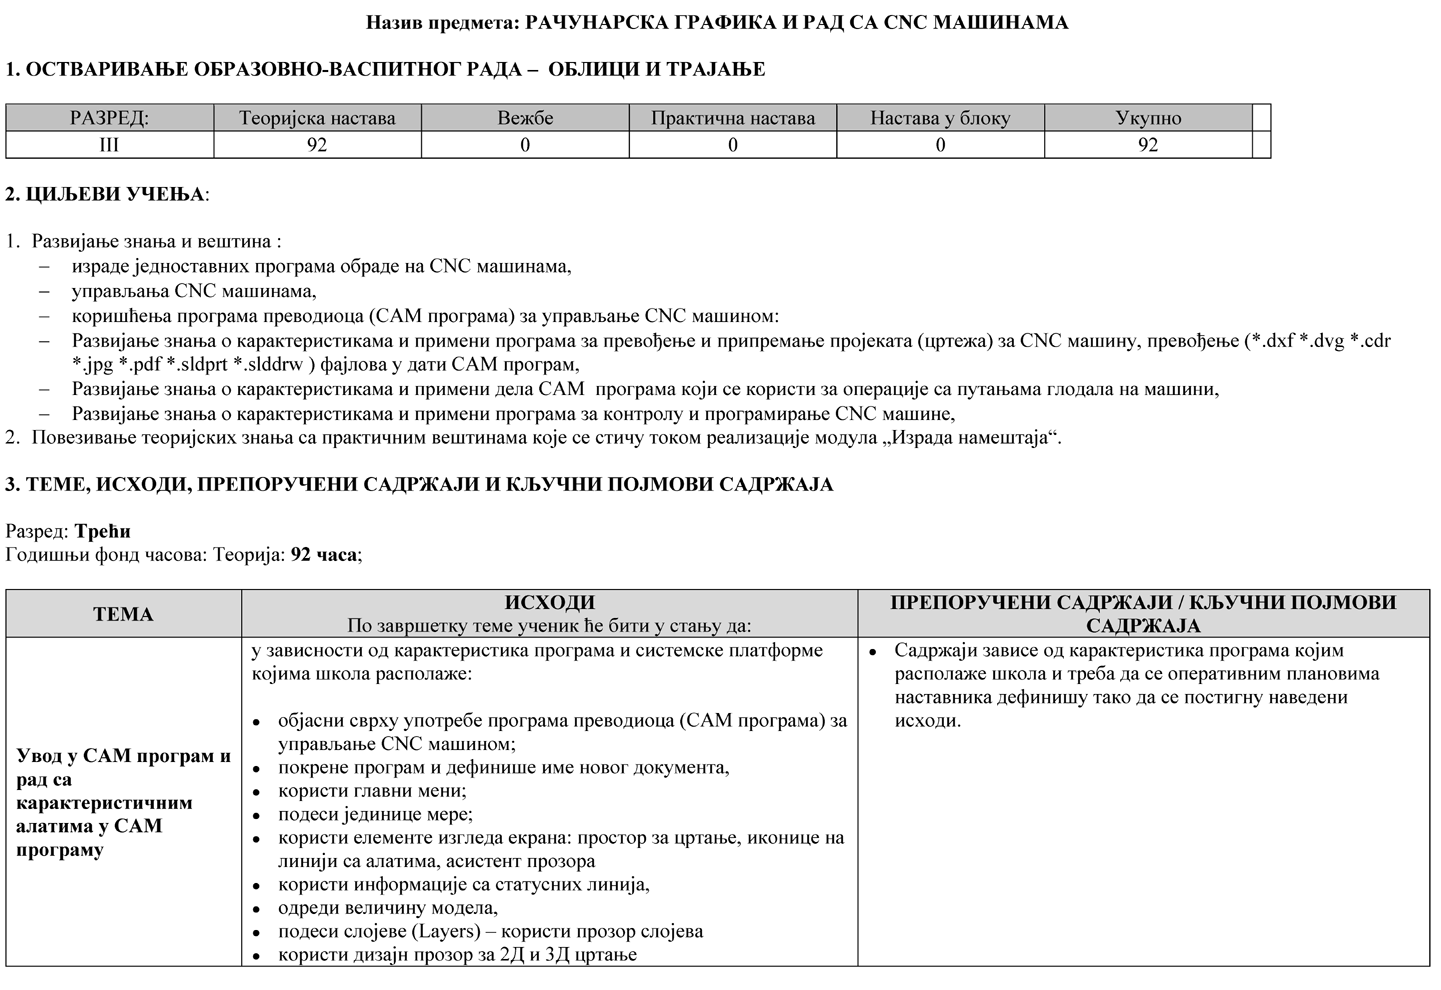 Назив предмета: РАЧУНАРСКА ГРАФИКА И РАД СА CNC МАШИНАМА
1. ОСТВАРИВАЊЕ ОБРАЗОВНО-ВАСПИТНОГ РАДА – ОБЛИЦИ И ТРАЈАЊЕ
РАЗРЕД: Теоријска настава Вежбе Практична настава Настава у блоку Укупно
III 92 0 0 0 92
2. ЦИЉЕВИ УЧЕЊА:
1. Развијање знања и вештина :
– израде једноставних програма обраде на CNC машинама,
– управљања CNC машинама,
– коришћења програма преводиоца (CAM програма) за управљање CNC машином:
– Развијање знања о карактеристикама и примени програма за превођење и припремање пројеката (цртежа) за CNC машину, превођење (*.dxf *.dvg *.cdr
*.jpg *.pdf *.sldprt *.slddrw ) фајлова у дати CAM програм,
– Развијање знања о карактеристикама и примени дела CAM програма који се користи за операције са путањама глодала на машини,
– Развијање знања о карактеристикама и примени програма за контролу и програмирање CNC машине,
2. Повезивање теоријских знања са практичним вештинама које се стичу током реализације модула „Израда намештаја“.
3. ТЕМЕ, ИСХОДИ, ПРЕПОРУЧЕНИ САДРЖАЈИ И КЉУЧНИ ПОЈМОВИ САДРЖАЈА
Разред: Трећи
Годишњи фонд часова: Теорија: 92 часа;
ТЕМА
ИСХОДИ
По завршетку теме ученик ће бити у стању да:
ПРЕПОРУЧЕНИ САДРЖАЈИ / КЉУЧНИ ПОЈМОВИ
САДРЖАЈА
Увод у CAM програм и
рад са
карактеристичним
алатима у CAM
програму
у зависности од карактеристика програма и системске платформе
којима школа располаже:
• објасни сврху употребе програма преводиоца (CAM програма) за
управљање CNC машином;
• покрене програм и дефинише име новог документа,
• користи главни мени;
• подеси јединице мере;
• користи елементе изгледа екрана: простор за цртање, иконице на
линији са алатима, асистент прозора
• користи информације са статусних линија,
• одреди величину модела,
• подеси слојеве (Layers) – користи прозор слојева
• користи дизајн прозор за 2Д и 3Д цртање
• Садржаји зависе од карактеристика програма којим
располаже школа и треба да се оперативним плановима
наставника дефинишу тако да се постигну наведени
исходи.